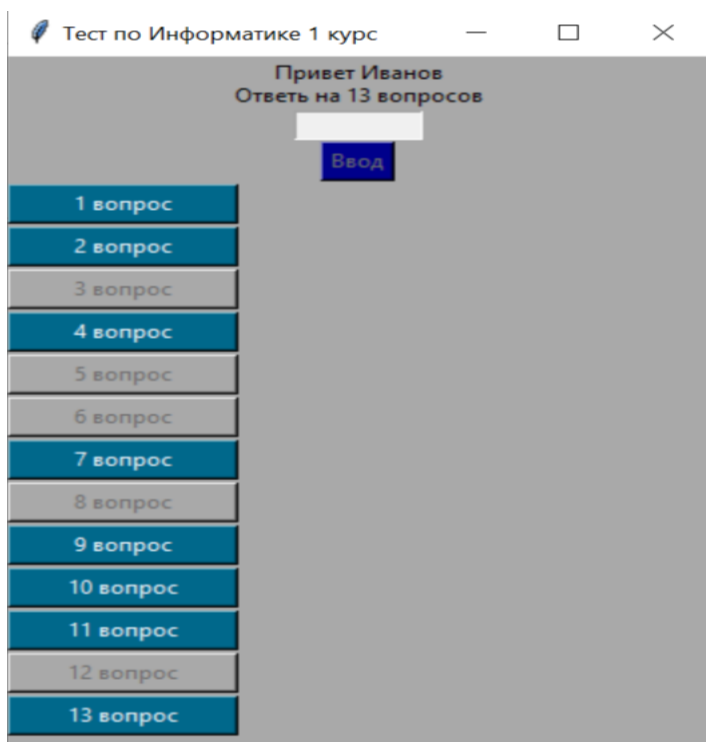 Тест по Информатике 1 курс
Привет Иванов
Ответь на 13 вопросов
Ввод
1 вопрос
2 вопрос
3 вопрос
4 вопрос
5 вопрос
6 вопрос
7 вопрос
8 вопрос
9 вопрос
10 вопрос
11 вопрос
12 вопрос
13 вопрос